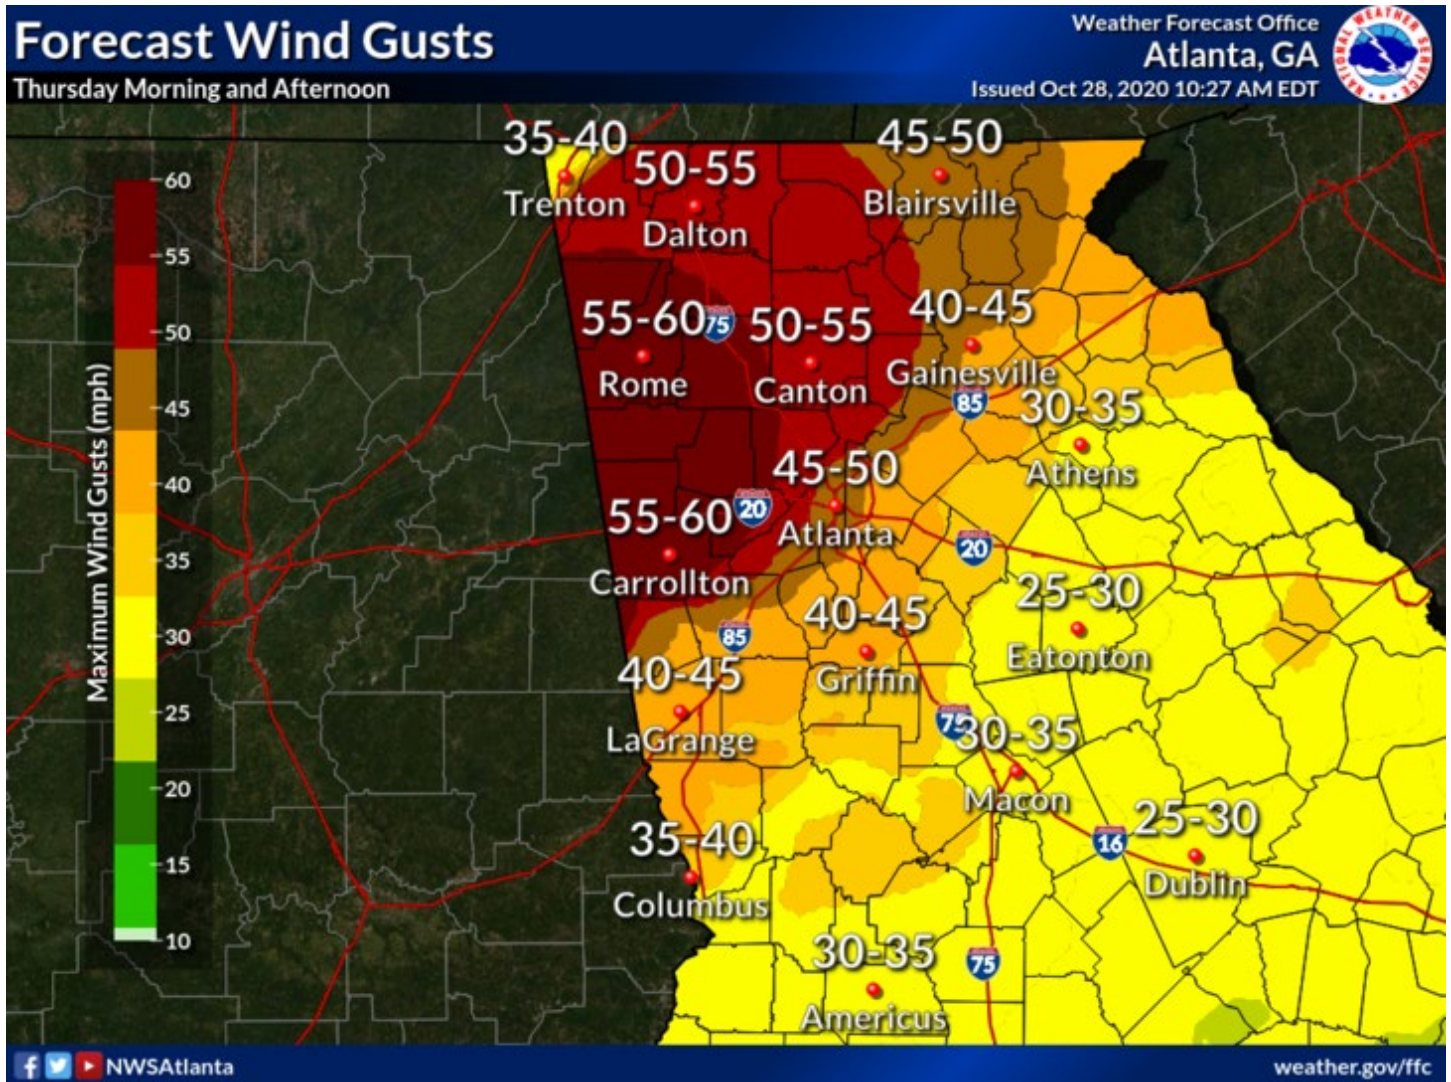 Forecast Wind Gusts
Thursday Morning and Afternoon
Weather Forecast Office
Atlanta, GA
Issued Oct 28, 2020 10:27 AM EDT
NATIONAL WEATHER SERVICE
Maximum Wind Gusts (mph)
60
55
50
45
40
35
30
25
20
15
10
35-40
Trenton
50-55
Dalton
45-50
Blairsville
55-60
Rome
75
50-55
Canton
40-45
Gainesville
85
30-35
Athens
45-50
Atlanta
20
55-60
Carrollton
20
25-30
Eatonton
85
40-45
Griffin
40-45
LaGrange
75
30-35
Macon
35-40
Columbus
16
25-30
Dublin
30-35
Americus
75
NWSAtlanta
weather.gov/ffc